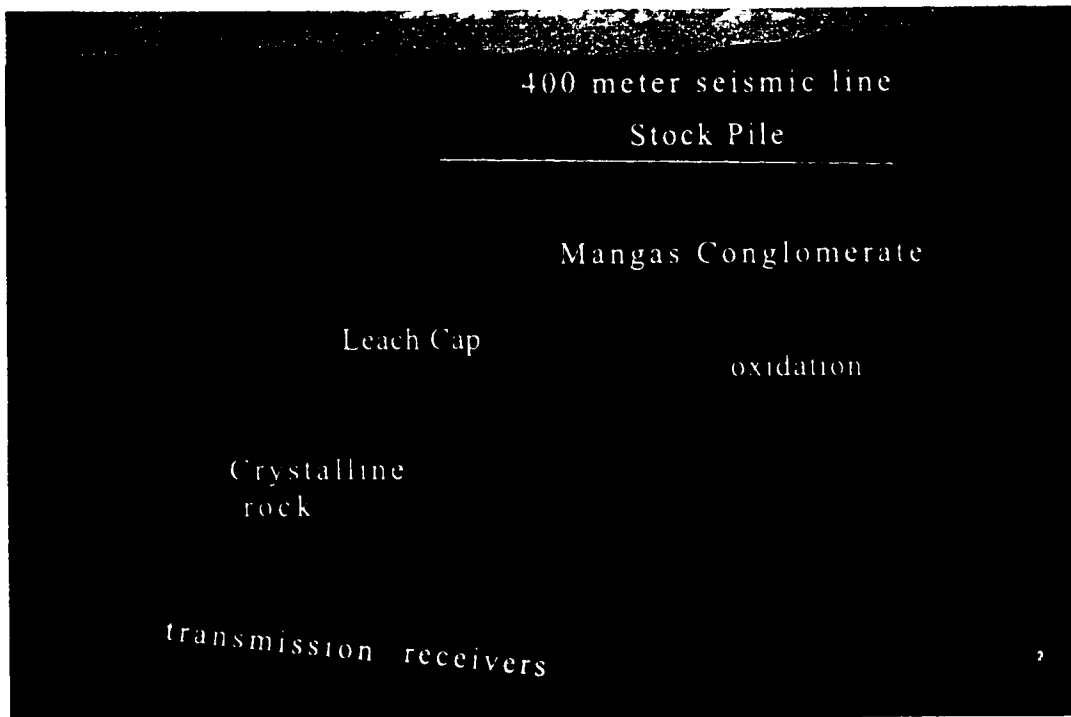 400 meter seismic line
Stock Pile
Mangas Conglomerate
Leach Cap
oxidation
Crystalline
rock
transmission receivers